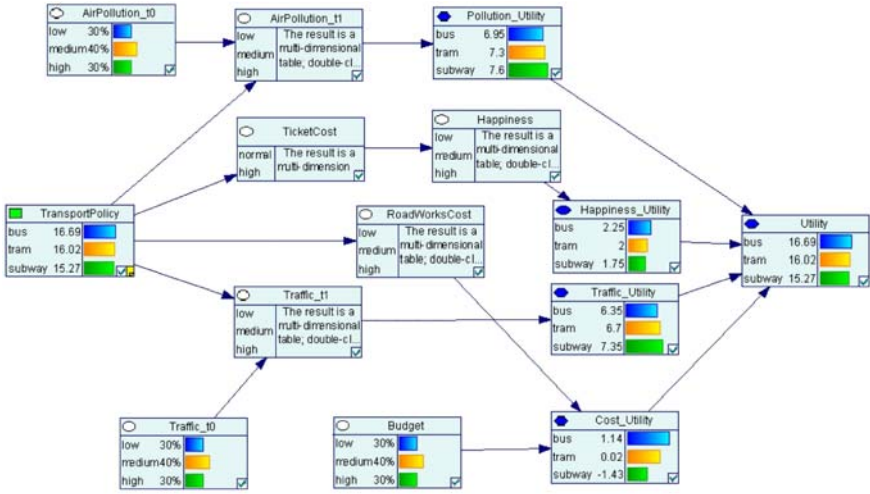 AirPollution_t0
low 30%
medium 40%
high 30%
AirPollution_t1
low
medium
high
The result is a
multi-dimensional
table; double-cl...
Pollution_Utility
bus 6.95
tram 7.3
subway 7.6
TicketCost
normal
high
The result is a
multi-dimension
Happiness
low
medium
high
The result is a
multi-dimensional
table; double-cl...
TransportPolicy
bus 16.69
tram 16.02
subway 15.27
RoadWorksCost
low
medium
high
The result is a
multi-dimensional
table; double-cl...
Happiness_Utility
bus 2.25
tram 2
subway 1.75
Utility
bus 16.69
tram 16.02
subway 15.27
Traffic_t1
low
medium
high
The result is a
multi-dimensional
table; double-cl...
Traffic_Utility
bus 6.35
tram 6.7
subway 7.35
Traffic_t0
low 30%
medium 40%
high 30%
Budget
low 30%
medium 40%
high 30%
Cost_Utility
bus 1.14
tram 0.02
subway -1.43